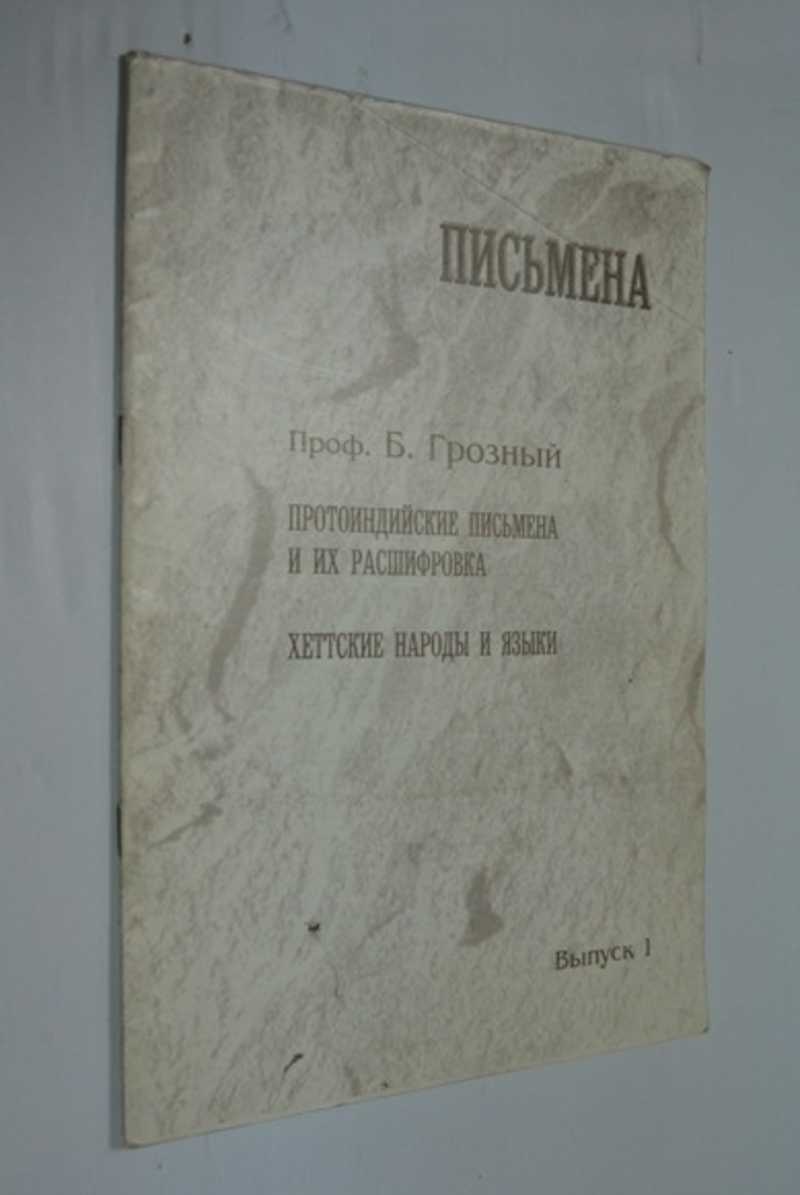 ПИСЬМЕНА
Проф. Б. Грозный
ПРОТОИНДИЙСКИЕ ПИСЬМЕНА
И ИХ РАСШИФРОВКА
ХЕТТСКИЕ НАРОДЫ И ЯЗЫКИ
Выпуск 1